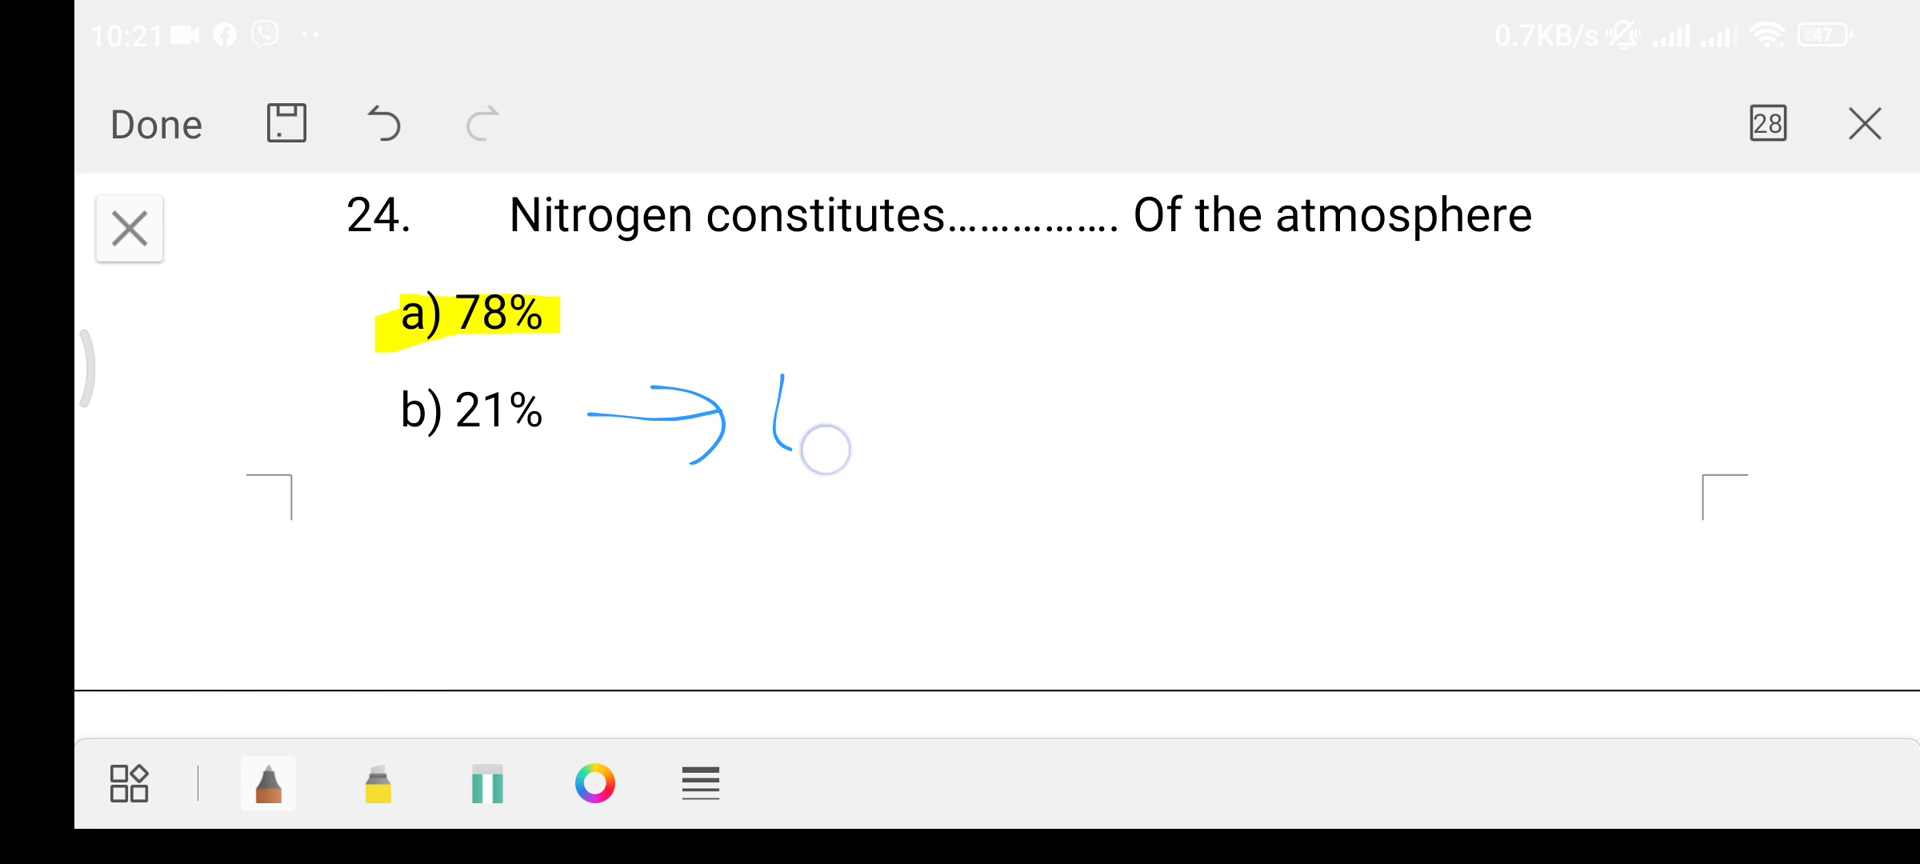 10:21
0.7KB/s
47
Done
28
24. Nitrogen constitutes................ Of the atmosphere
a) 78%
b) 21%